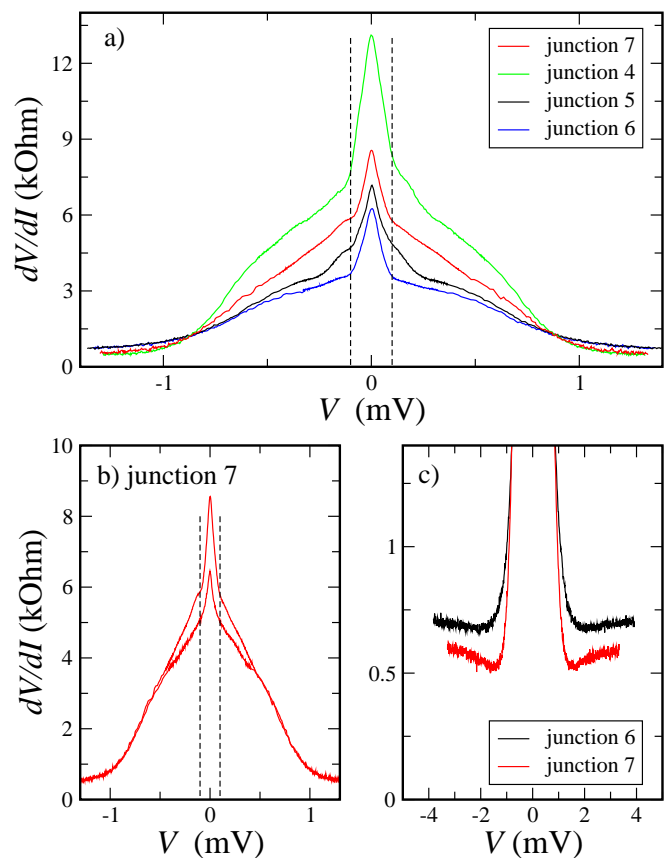 a)
junction 7
junction 4
junction 5
junction 6
dV/dI (kOhm)
13
9
6
3
0
-1 0 1
V (mV)
b) junction 7
dV/dI (kOhm)
10
8
6
4
2
0
-1 0 1
V (mV)
c)
1
0.5
0
junction 6
junction 7
-4 -2 0 2 4
V (mV)